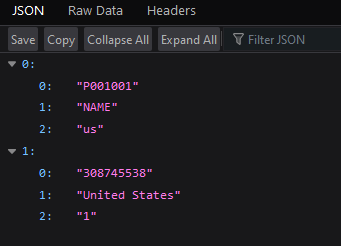 JSON Raw Data Headers
Save Copy Collapse All Expand All Filter JSON
0:
0: "P001001"
1: "NAME"
2: "us"
1:
0: "308745538"
1: "United States"
2: "1"